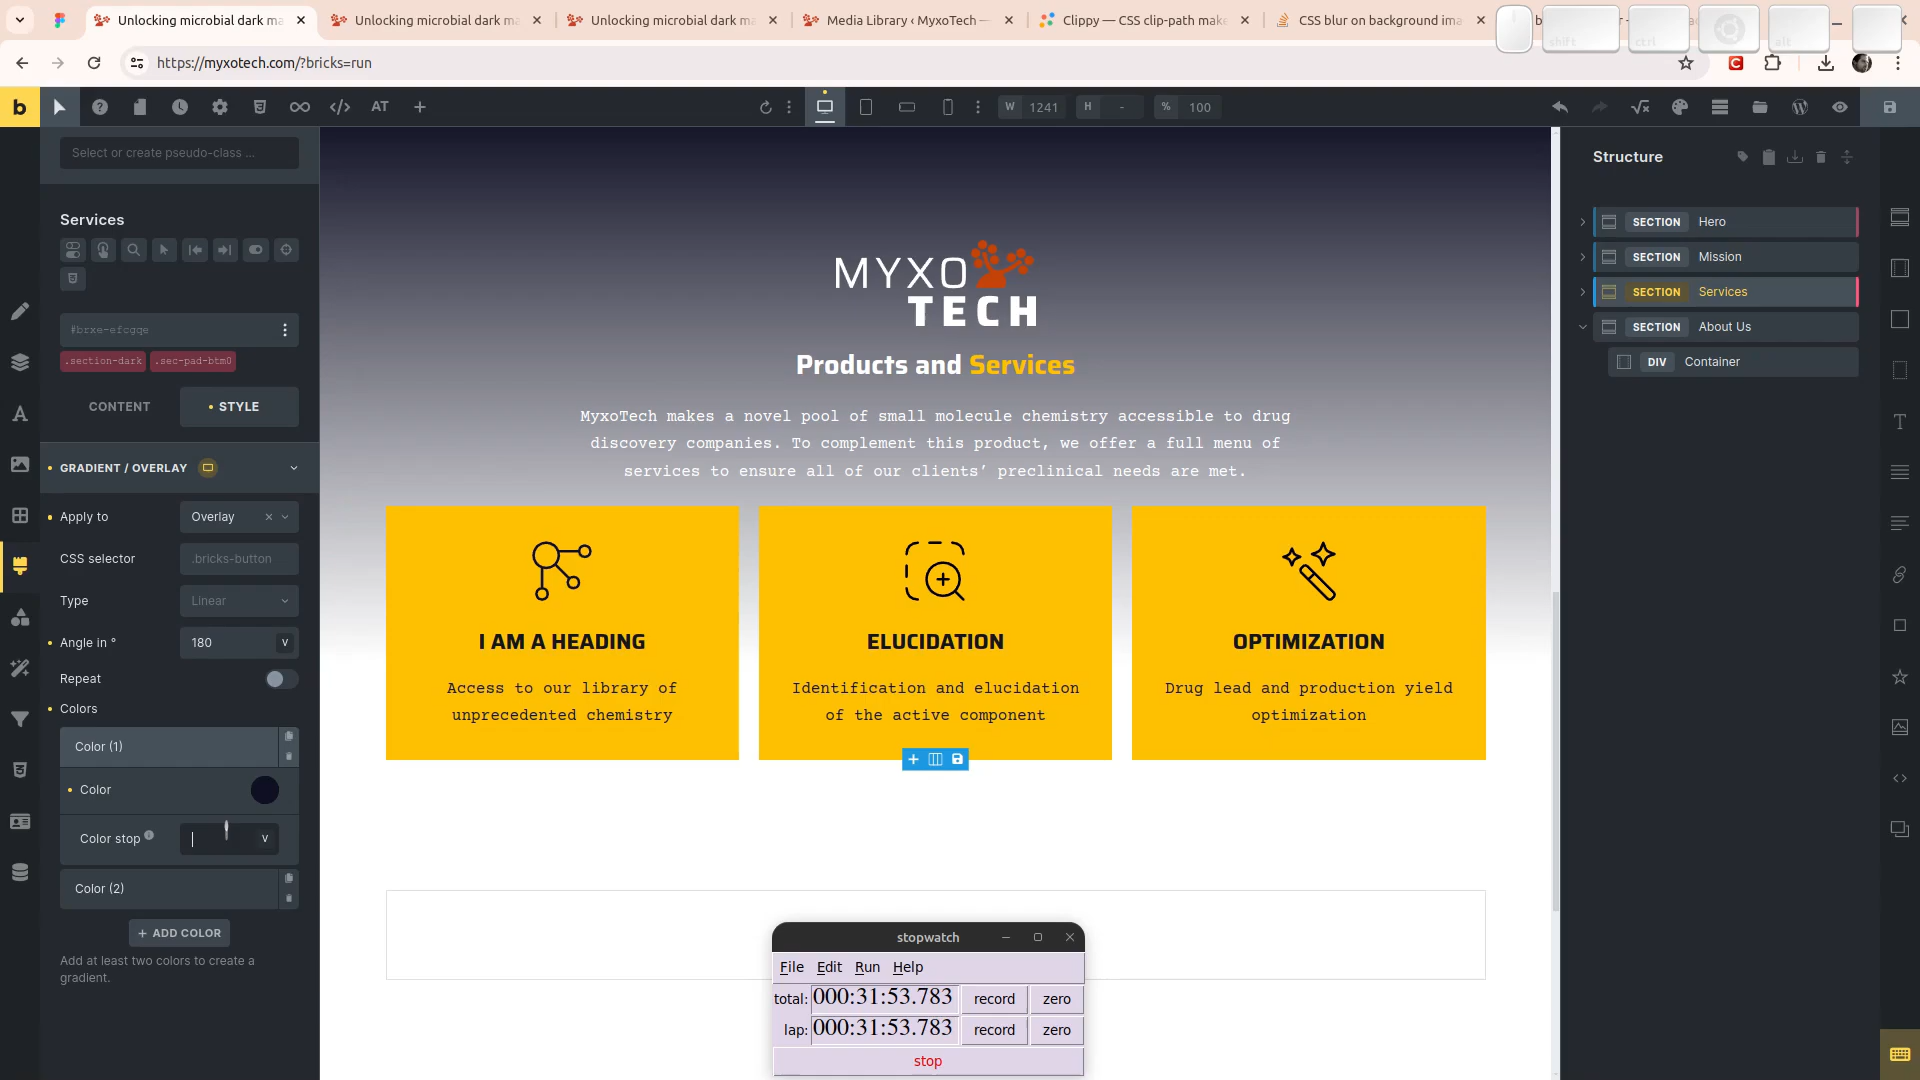 Unlocking microbial dark ma
Unlocking microbial dark ma
Unlocking microbial dark ma
Media Library ‹ MyxoTech —
Clippy — CSS clip-path make
CSS blur on background ima
shift
ctrl
alt
https://myxotech.com/?bricks=run
b
AT
W 1241
H -
% 100
Select or create pseudo-class ...
Services
#brxe-efcgqe
.section-dark
.sec-pad-btm0
CONTENT
STYLE
GRADIENT / OVERLAY
Apply to
Overlay
CSS selector
.bricks-button
Type
Linear
Angle in °
180
Repeat
Colors
Color (1)
Color
Color stop
Color (2)
+ ADD COLOR
Add at least two colors to create a
gradient.
MYXO
TECH
Products and Services
MyxoTech makes a novel pool of small molecule chemistry accessible to drug
discovery companies. To complement this product, we offer a full menu of
services to ensure all of our clients’ preclinical needs are met.
I AM A HEADING
Access to our library of
unprecedented chemistry
ELUCIDATION
Identification and elucidation
of the active component
OPTIMIZATION
Drug lead and production yield
optimization
stopwatch
File Edit Run Help
total: 000:31:53.783 record zero
lap: 000:31:53.783 record zero
stop
Structure
SECTION Hero
SECTION Mission
SECTION Services
SECTION About Us
DIV Container